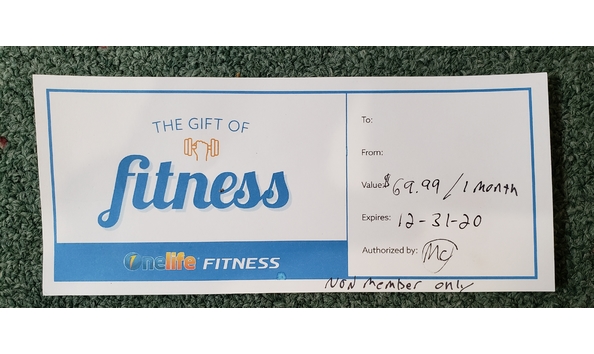 THE GIFT OF
fitness
Onelife FITNESS
To:
From:
Value: $69.99 / 1 month
Expires: 12-31-20
Authorized by: MC
Non member only